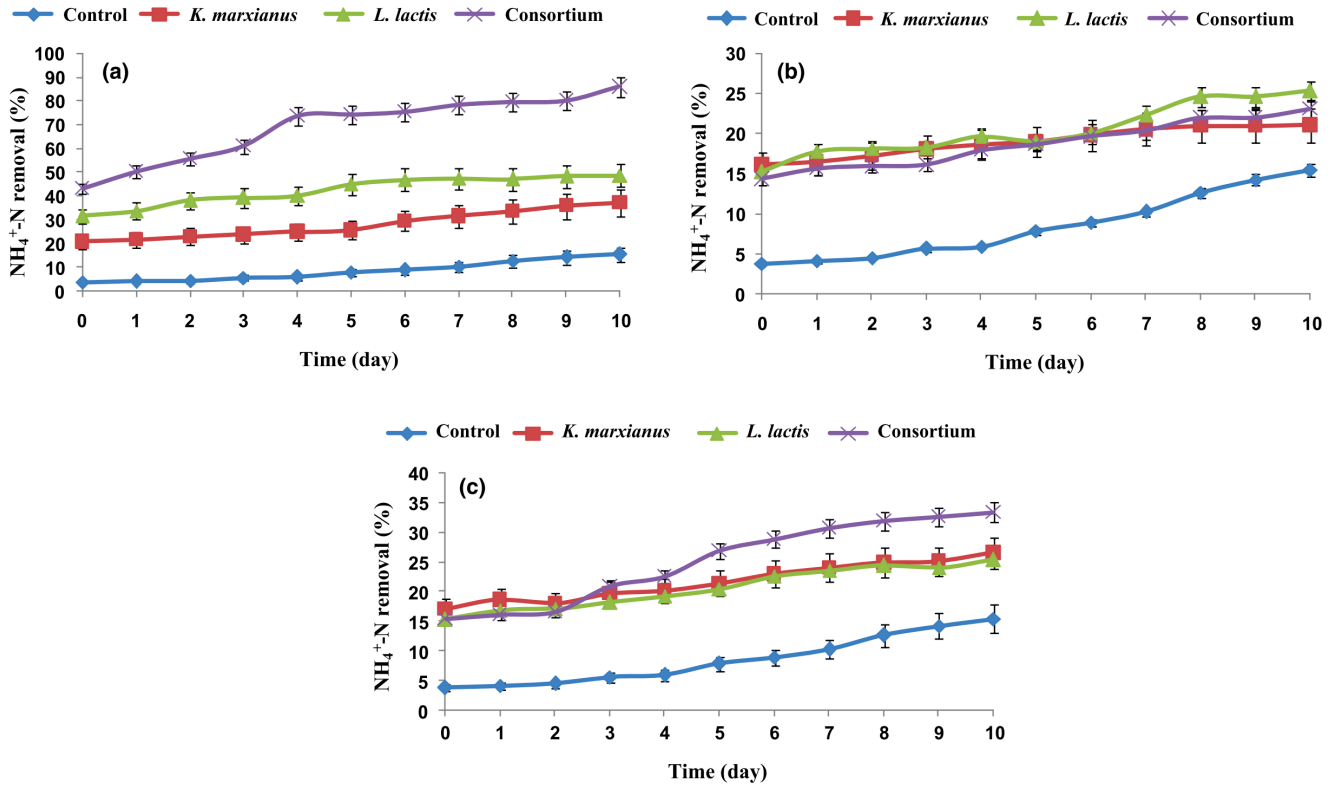 Control K. marxianus L. lactis Consortium
(a)
NH₄⁺-N removal (%)
100
90
80
70
60
50
40
30
20
10
0
0 1 2 3 4 5 6 7 8 9 10
Time (day)
Control K. marxianus L. lactis Consortium
(b)
NH₄⁺-N removal (%)
30
25
20
15
10
5
0
0 1 2 3 4 5 6 7 8 9 10
Time (day)
Control K. marxianus L. lactis Consortium
(c)
NH₄⁺-N removal (%)
40
35
30
25
20
15
10
5
0
0 1 2 3 4 5 6 7 8 9 10
Time (day)